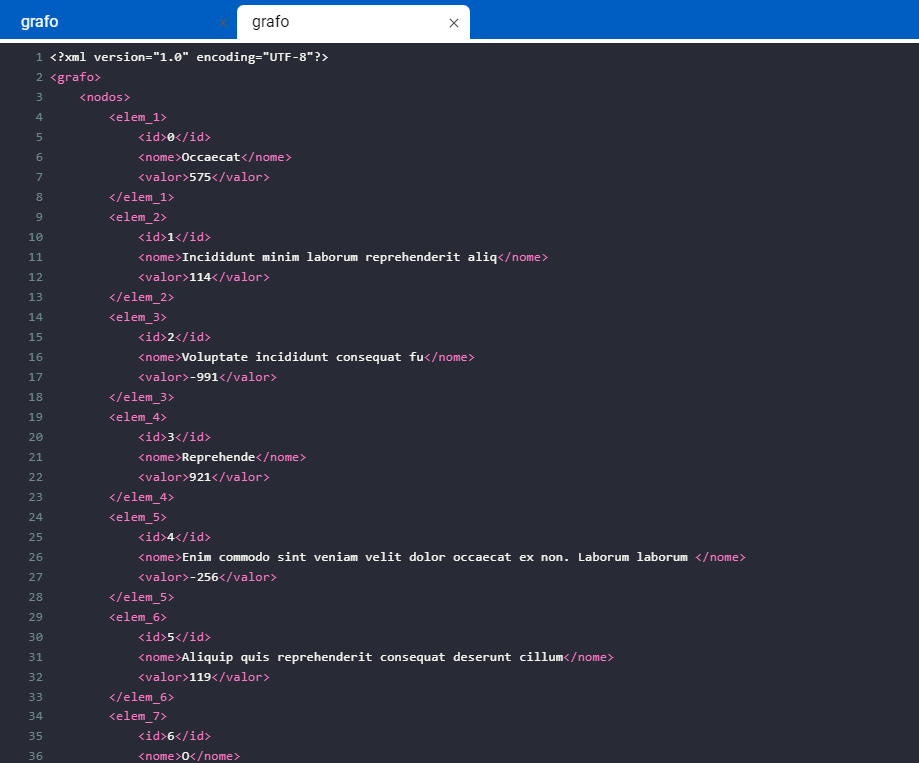 grafo
grafo
1 <?xml version="1.0" encoding="UTF-8"?>
2 <grafo>
3 <nodos>
4 <elem_1>
5 <id>0</id>
6 <nome>Occaecat</nome>
7 <valor>575</valor>
8 </elem_1>
9 <elem_2>
10 <id>1</id>
11 <nome>Incididunt minim laborum reprehenderit aliq</nome>
12 <valor>114</valor>
13 </elem_2>
14 <elem_3>
15 <id>2</id>
16 <nome>Voluptate incididunt consequat fu</nome>
17 <valor>-991</valor>
18 </elem_3>
19 <elem_4>
20 <id>3</id>
21 <nome>Reprehende</nome>
22 <valor>921</valor>
23 </elem_4>
24 <elem_5>
25 <id>4</id>
26 <nome>Enim commodo sint veniam velit dolor occaecat ex non. Laborum laborum </nome>
27 <valor>-256</valor>
28 </elem_5>
29 <elem_6>
30 <id>5</id>
31 <nome>Aliquip quis reprehenderit consequat deserunt cillum</nome>
32 <valor>119</valor>
33 </elem_6>
34 <elem_7>
35 <id>6</id>
36 <nome>O</nome>